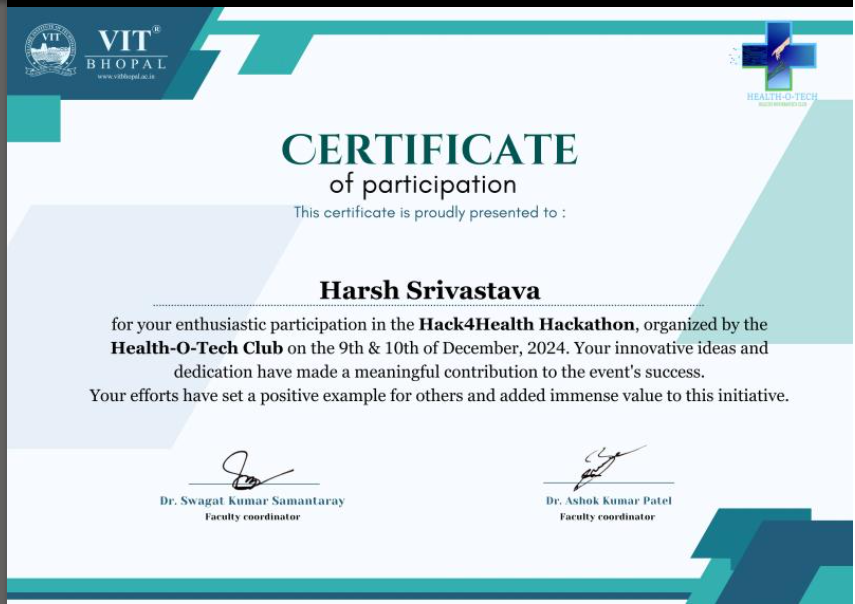 VIT®
BHOPAL
www.vitbhopal.ac.in
VIT
HEALTH-O-TECH
CERTIFICATE
of participation
This certificate is proudly presented to :
Harsh Srivastava
for your enthusiastic participation in the Hack4Health Hackathon, organized by the
Health-O-Tech Club on the 9th & 10th of December, 2024. Your innovative ideas and
dedication have made a meaningful contribution to the event's success.
Your efforts have set a positive example for others and added immense value to this initiative.
Dr. Swagat Kumar Samantaray
Faculty coordinator
Dr. Ashok Kumar Patel
Faculty coordinator